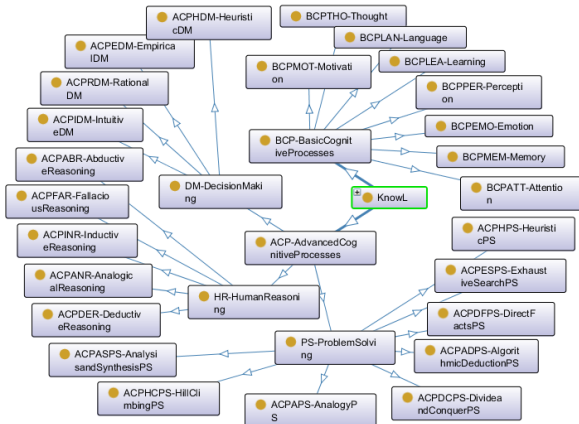 ACPHDM-Heuristi
cDM
BCPTHO-Thought
BCPLAN-Language
ACPEDM-Empirica
lDM
BCPMOT-Motivati
on
BCPLEA-Learning
ACPRDM-Rational
DM
BCPPER-Percepti
on
ACPIDM-Intuitiv
eDM
BCPEMO-Emotion
BCP-BasicCognit
iveProcesses
ACPABR-Abductiv
eReasoning
BCPMEM-Memory
DM-DecisionMaki
ng
BCPATT-Attentio
n
ACPFAR-Fallacio
usReasoning
KnowL
ACPINR-Inductiv
eReasoning
ACP-AdvancedCog
nitiveProcesses
ACPHPS-Heuristi
cPS
ACPANR-Analogic
alReasoning
ACPESPS-Exhaust
iveSearchPS
HR-HumanReasoni
ng
ACPDER-Deductiv
eReasoning
ACPDFPS-DirectF
actsPS
PS-ProblemSolvi
ng
ACPASPS-Analysi
sandSynthesisPS
ACPADPS-Algorit
hmicDeductionPS
ACPHCPS-HillCli
mbingPS
ACPAPS-AnalogyP
S
ACPDCPS-Dividea
ndConquerPS